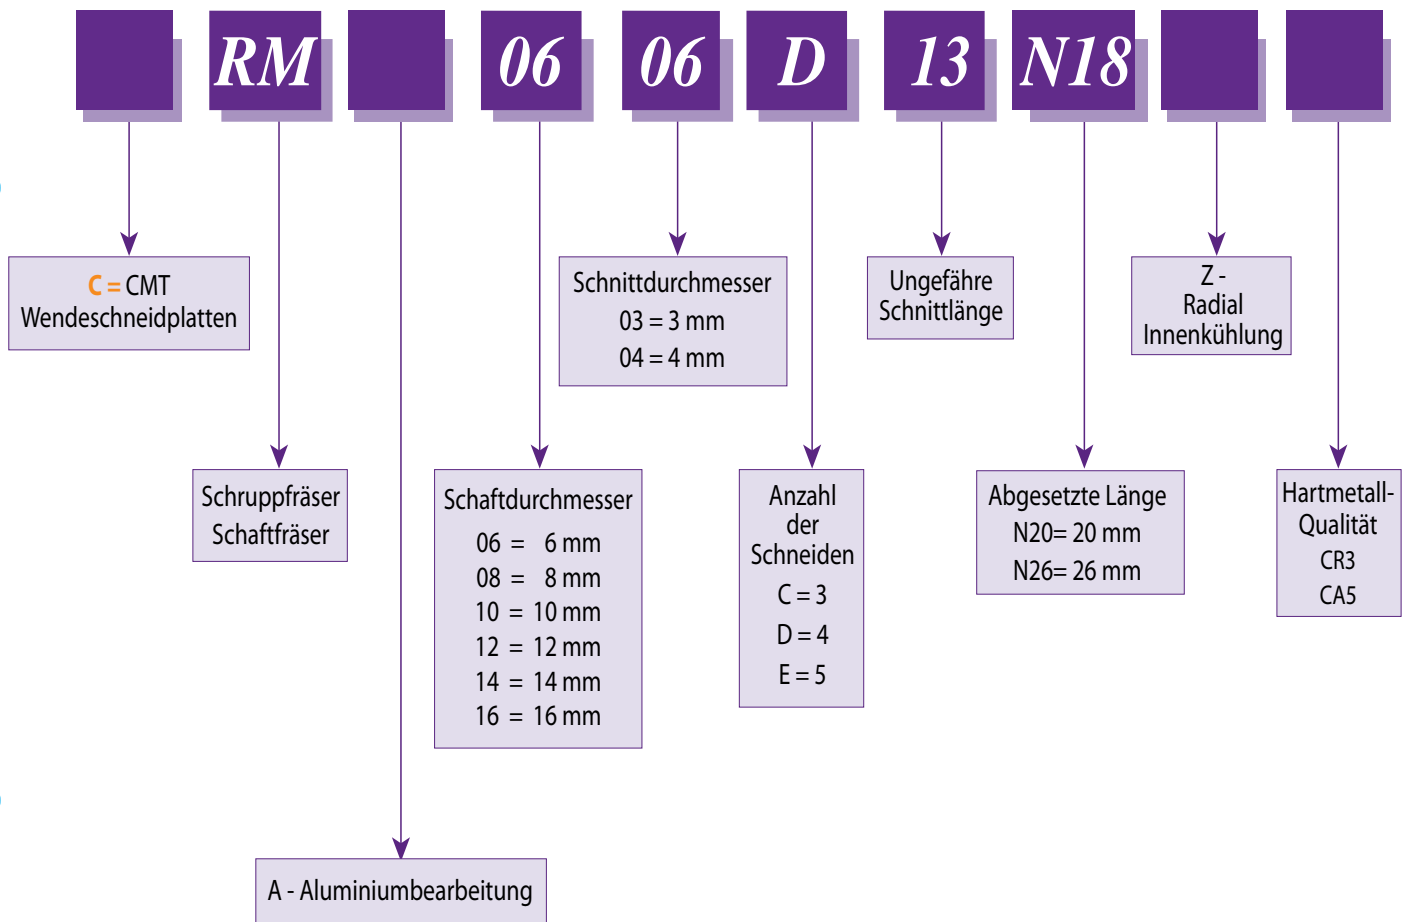 RM 06 06 D 13 N18
C = CMT
Wendeschneidplatten
Schnittdurchmesser
03 = 3 mm
04 = 4 mm
Ungefähre
Schnittlänge
Z -
Radial
Innenkühlung
Schruppfräser
Schaftfräser
Schaftdurchmesser
06 = 6 mm
08 = 8 mm
10 = 10 mm
12 = 12 mm
14 = 14 mm
16 = 16 mm
Anzahl
der
Schneiden
C = 3
D = 4
E = 5
Abgesetzte Länge
N20= 20 mm
N26= 26 mm
Hartmetall-
Qualität
CR3
CA5
A - Aluminiumbearbeitung